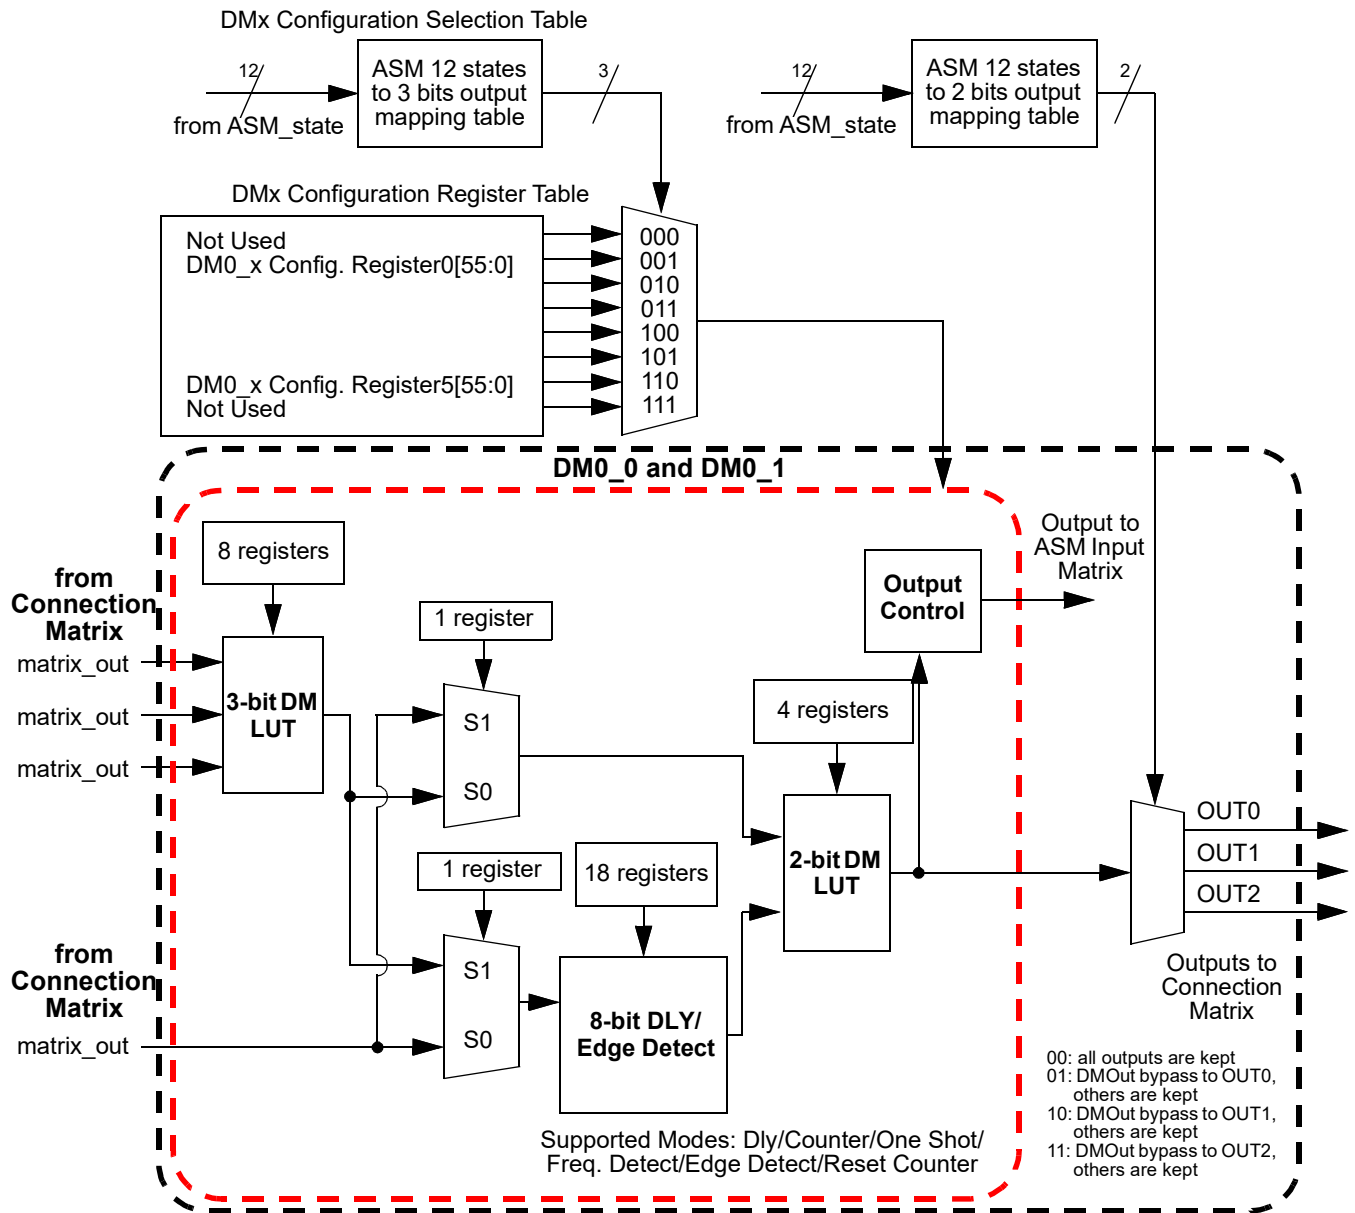 DMx Configuration Selection Table
12
ASM 12 states
to 3 bits output
mapping table
3
from ASM_state
12
ASM 12 states
to 2 bits output
mapping table
2
from ASM_state
DMx Configuration Register Table
Not Used
DM0_x Config. Register0[55:0]
DM0_x Config. Register5[55:0]
Not Used
000
001
010
011
100
101
110
111
DM0_0 and DM0_1
8 registers
from
Connection
Matrix
matrix_out
matrix_out
matrix_out
3-bit DM
LUT
1 register
S1
S0
Output
Control
Output to
ASM Input
Matrix
4 registers
2-bit DM
LUT
1 register
18 registers
S1
S0
8-bit DLY/
Edge Detect
from
Connection
Matrix
matrix_out
OUT0
OUT1
OUT2
Outputs to
Connection
Matrix
00: all outputs are kept
01: DMOut bypass to OUT0,
others are kept
10: DMOut bypass to OUT1,
others are kept
11: DMOut bypass to OUT2,
others are kept
Supported Modes: Dly/Counter/One Shot/
Freq. Detect/Edge Detect/Reset Counter